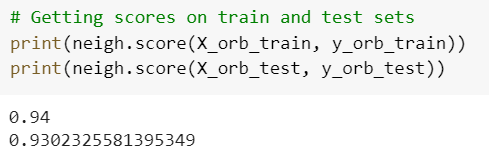 # Getting scores on train and test sets
print(neigh.score(X_orb_train, y_orb_train))
print(neigh.score(X_orb_test, y_orb_test))
0.94
0.9302325581395349